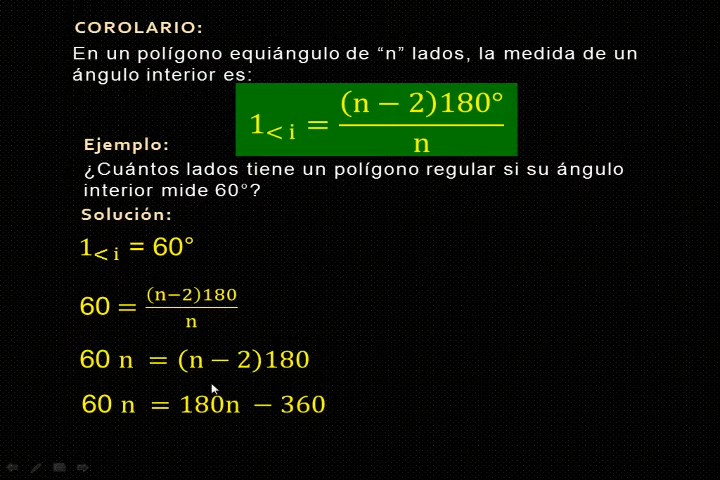 COROLARIO:
En un polígono equiángulo de “n” lados, la medida de un
ángulo interior es:
1< i = (n − 2)180° / n
Ejemplo:
¿Cuántos lados tiene un polígono regular si su ángulo
interior mide 60°?
Solución:
1< i = 60°
60 = (n−2)180 / n
60 n = (n − 2)180
60 n = 180n − 360